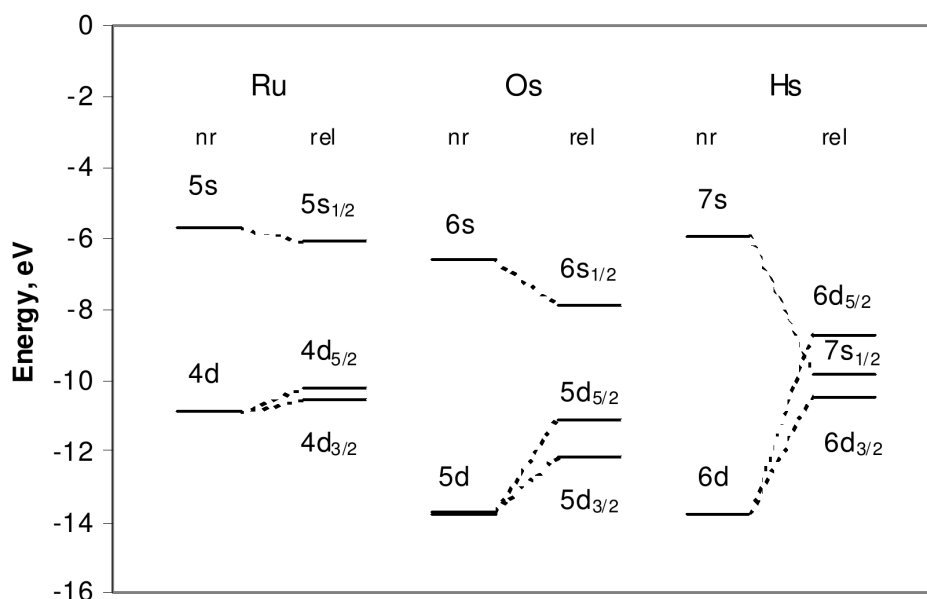 0
-2
-4
-6
-8
-10
-12
-14
-16
Energy, eV
Ru
Os
Hs
nr
rel
nr
rel
nr
rel
5s
5s1/2
4d
4d5/2
4d3/2
6s
6s1/2
5d
5d5/2
5d3/2
7s
6d5/2
7s1/2
6d
6d3/2